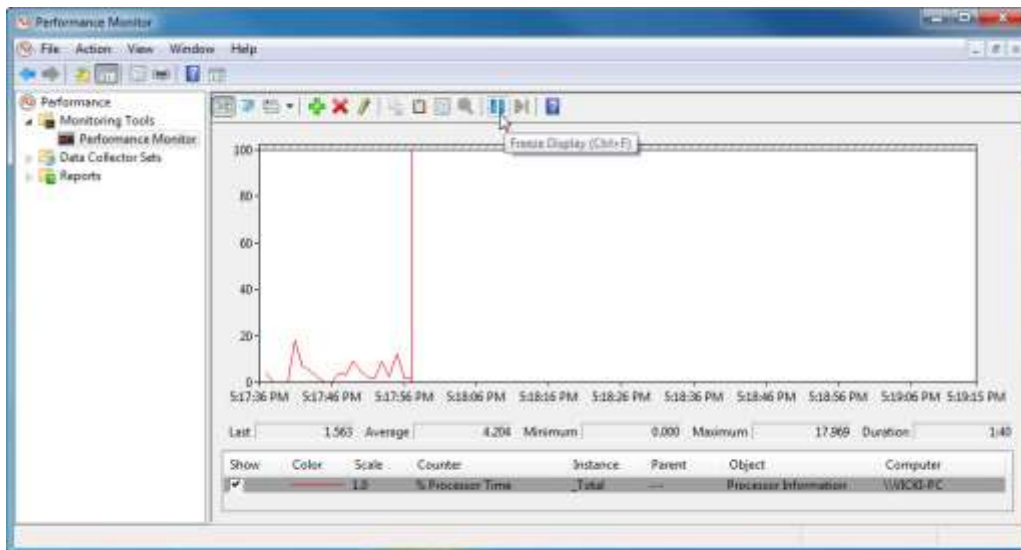 Performance Monitor
File Action View Window Help
Performance
Monitoring Tools
Performance Monitor
Data Collector Sets
Reports
Freeze Display (Ctrl+F)
100
80
60
40
20
0
5:17:36 PM 5:17:46 PM 5:17:56 PM 5:18:06 PM 5:18:16 PM 5:18:26 PM 5:18:36 PM 5:18:46 PM 5:18:56 PM 5:19:06 PM 5:19:15 PM
Last 1.563 Average 4.204 Minimum 0.000 Maximum 17.969 Duration 1:40
Show Color Scale Counter Instance Parent Object Computer
1.0 % Processor Time _Total --- Processor Information \\VICKI-PC